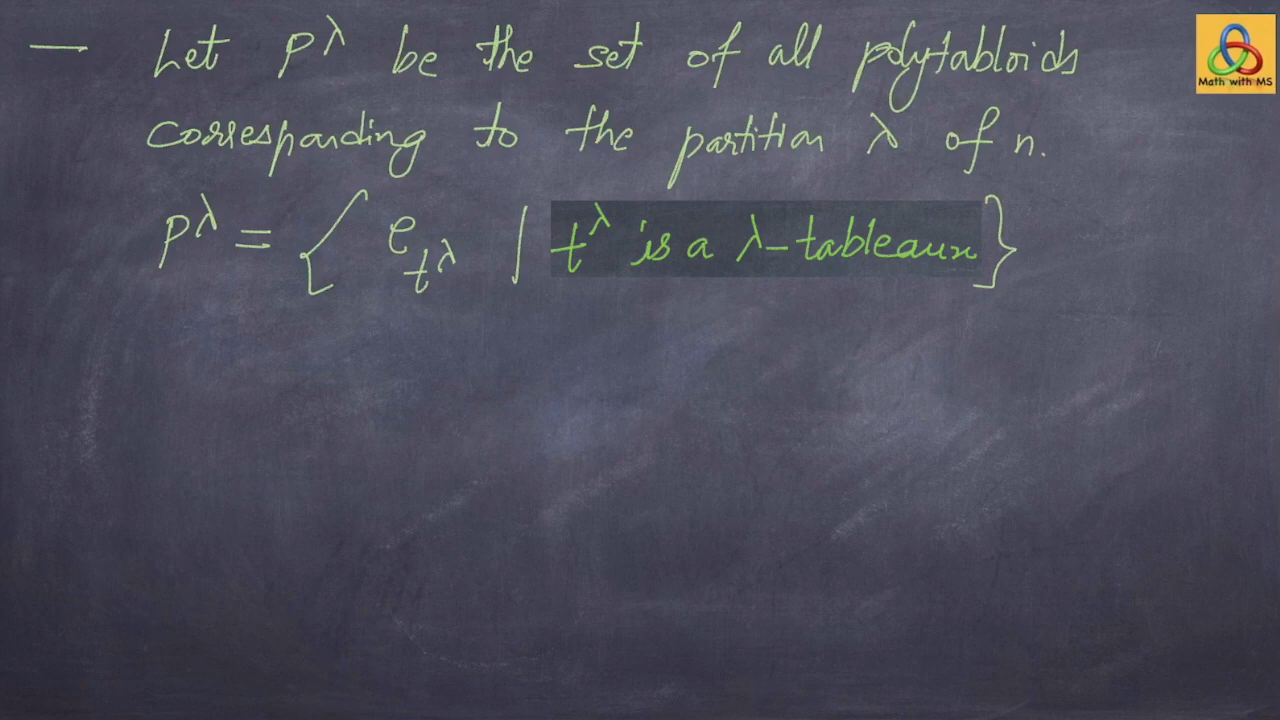 — Let P^λ be the set of all polytabloids
Math with MS
corresponding to the partition λ of n.
P^λ = { e_{t^λ} | t^λ is a λ-tableaux }